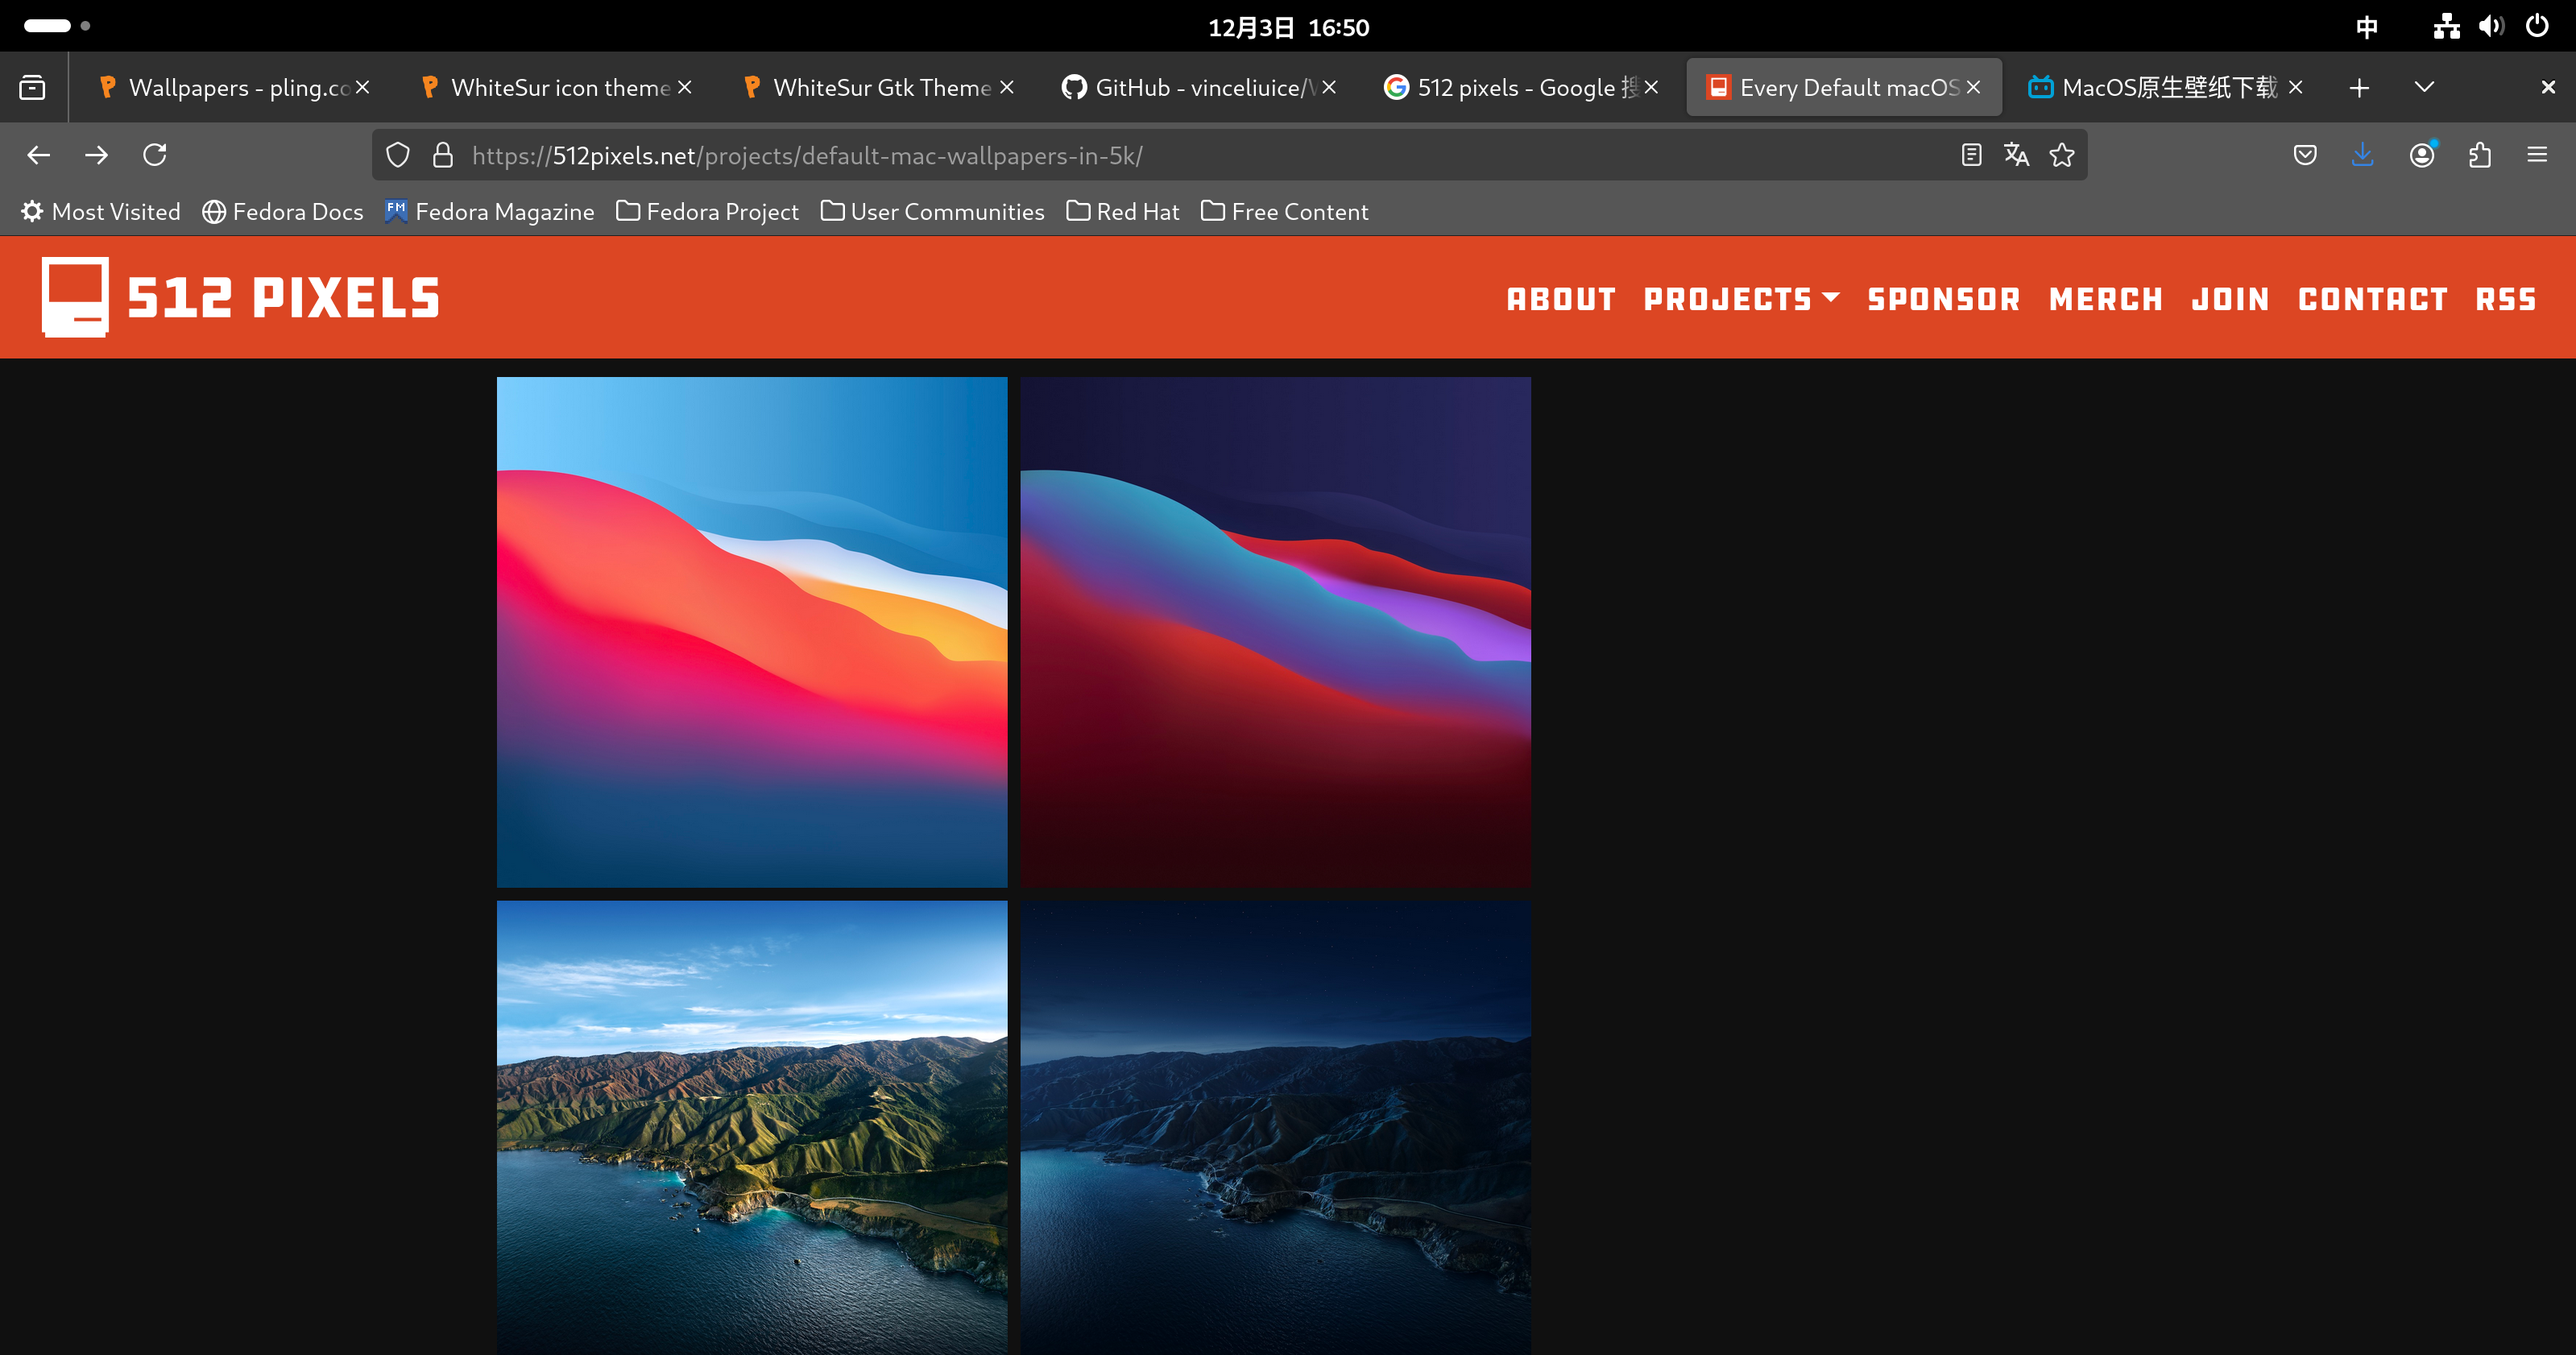 12月3日 16:50
中
Wallpapers - pling.co
WhiteSur icon theme
WhiteSur Gtk Theme
GitHub - vinceliuice/
512 pixels - Google 搜
Every Default macOS
MacOS原生壁纸下载
https://512pixels.net/projects/default-mac-wallpapers-in-5k/
Most Visited
Fedora Docs
FM
Fedora Magazine
Fedora Project
User Communities
Red Hat
Free Content
512 PIXELS
ABOUT
PROJECTS
SPONSOR
MERCH
JOIN
CONTACT
RSS